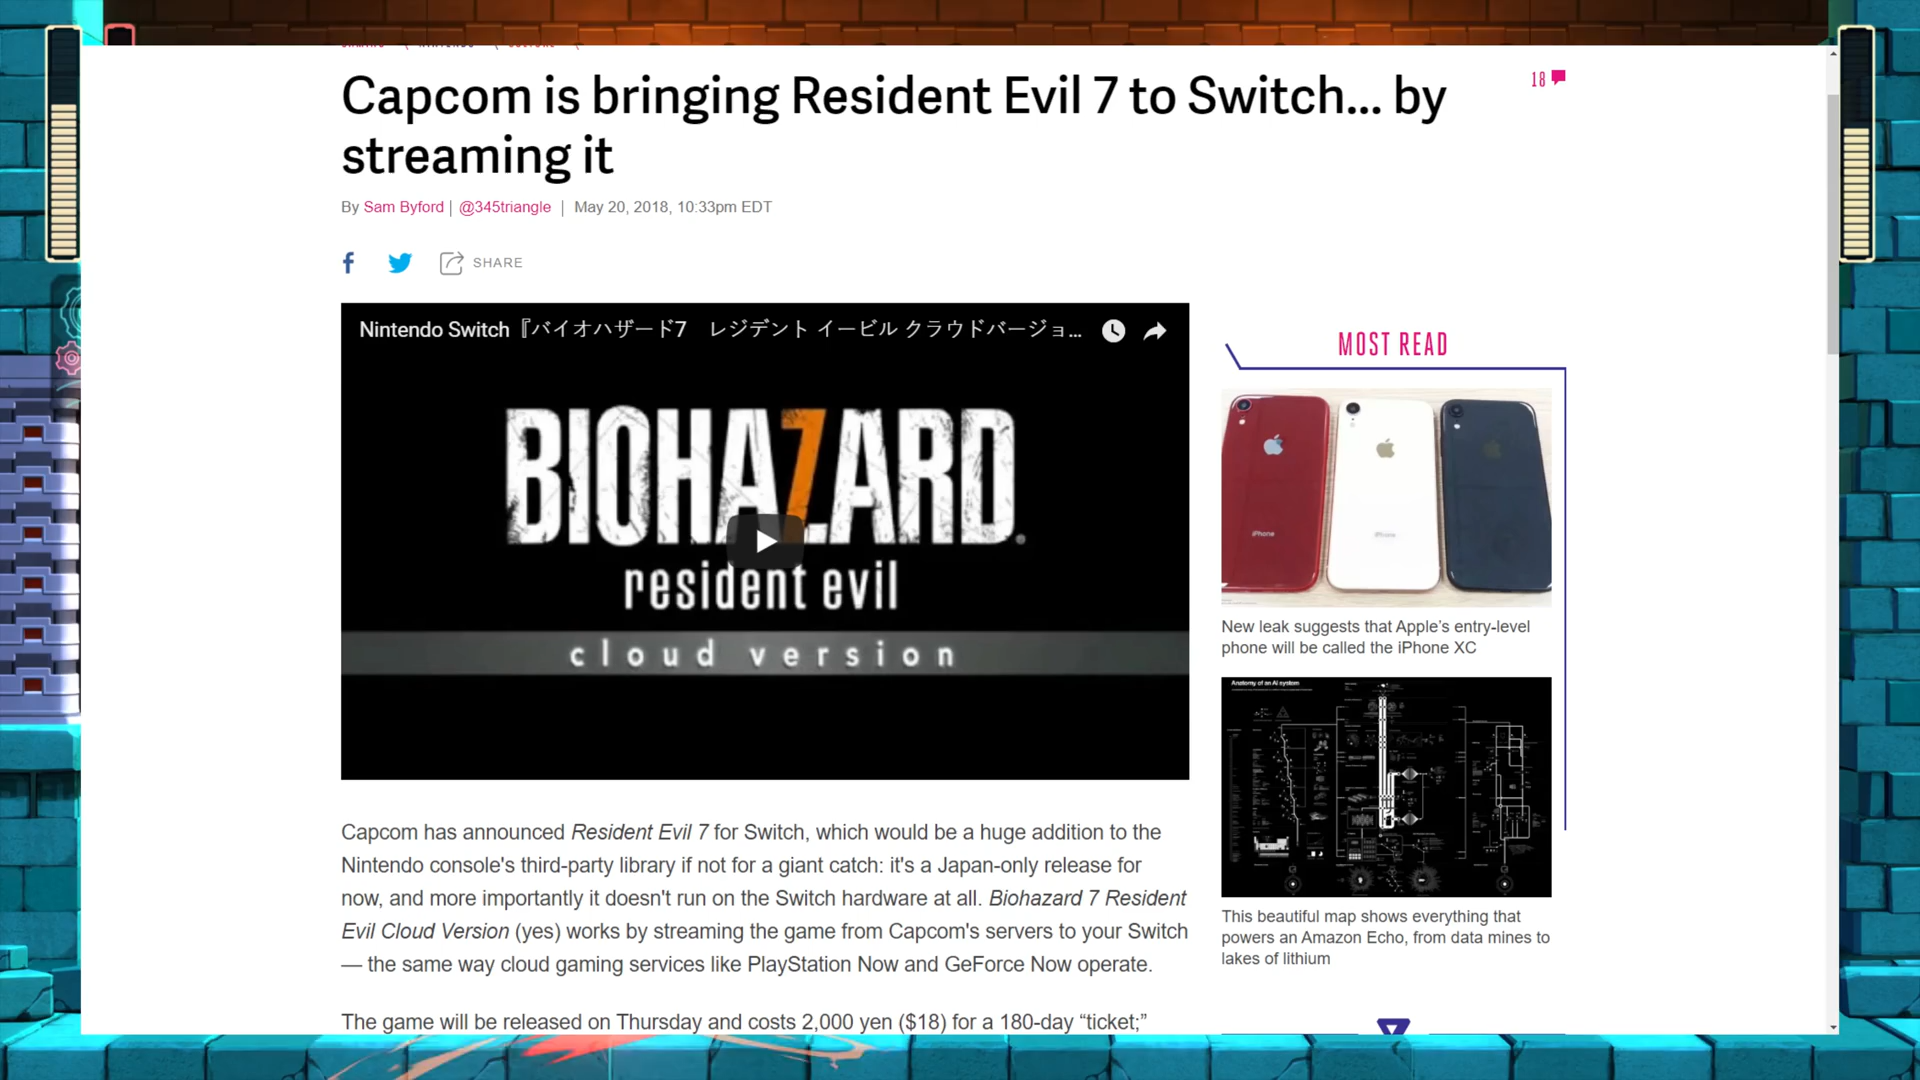 Capcom is bringing Resident Evil 7 to Switch... by
streaming it
18
By Sam Byford | @345triangle | May 20, 2018, 10:33pm EDT
SHARE
Nintendo Switch『バイオハザード7 レジデント イービル クラウドバージョ...
BIOHAZARD
resident evil
cloud version
Capcom has announced Resident Evil 7 for Switch, which would be a huge addition to the
Nintendo console's third-party library if not for a giant catch: it's a Japan-only release for
now, and more importantly it doesn't run on the Switch hardware at all. Biohazard 7 Resident
Evil Cloud Version (yes) works by streaming the game from Capcom's servers to your Switch
— the same way cloud gaming services like PlayStation Now and GeForce Now operate.
The game will be released on Thursday and costs 2,000 yen ($18) for a 180-day “ticket;”
MOST READ
iPhone
iPhone
New leak suggests that Apple’s entry-level
phone will be called the iPhone XC
Anatomy of an AI system
This beautiful map shows everything that
powers an Amazon Echo, from data mines to
lakes of lithium